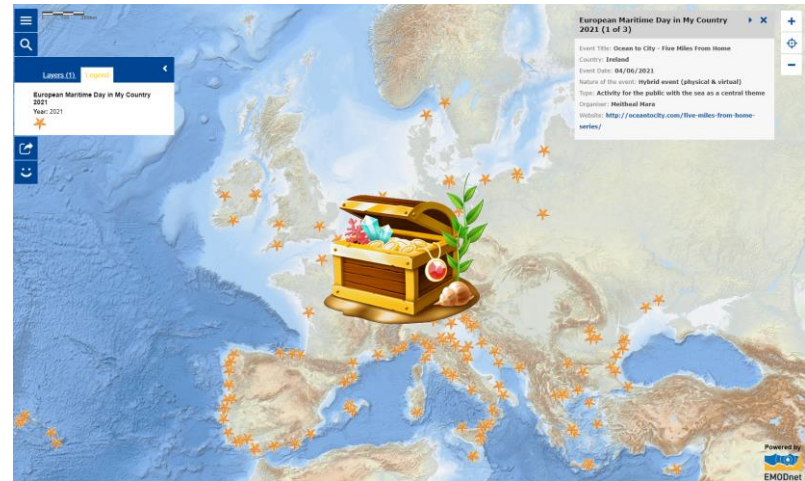 European Maritime Day in My Country
2021 (1 of 3)
Event Title: Ocean to City - Five Miles From Home
Country: Ireland
Event Date: 04/06/2021
Nature of the event: Hybrid event (physical & virtual)
Type: Activity for the public with the sea as a central theme
Organiser: Meitheal Mara
Website: http://oceantocity.com/five-miles-from-home-
series/
Layers (1)
Legend
European Maritime Day in My Country
2021
Year: 2021
Powered by
EMODnet